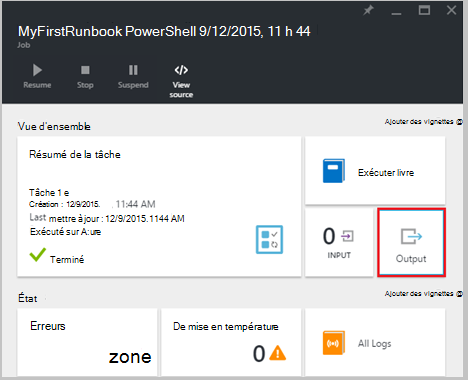 MyFirstRunbook PowerShell 9/12/2015, 11 h 44
Job
Resume
Stop
Suspend
View source
Vue d'ensemble
Ajouter des vignettes @
Résumé de la tâche
Tâche 1 e
Création : 12/9/2015. 11:44 AM
Last mettre à jour : 12/9/2015.1144 AM
Exécuté sur A:ure
Terminé
Exécuter livre
0
INPUT
Output
État
Ajouter des vignettes @
Erreurs
zone
De mise en température
0
All Logs